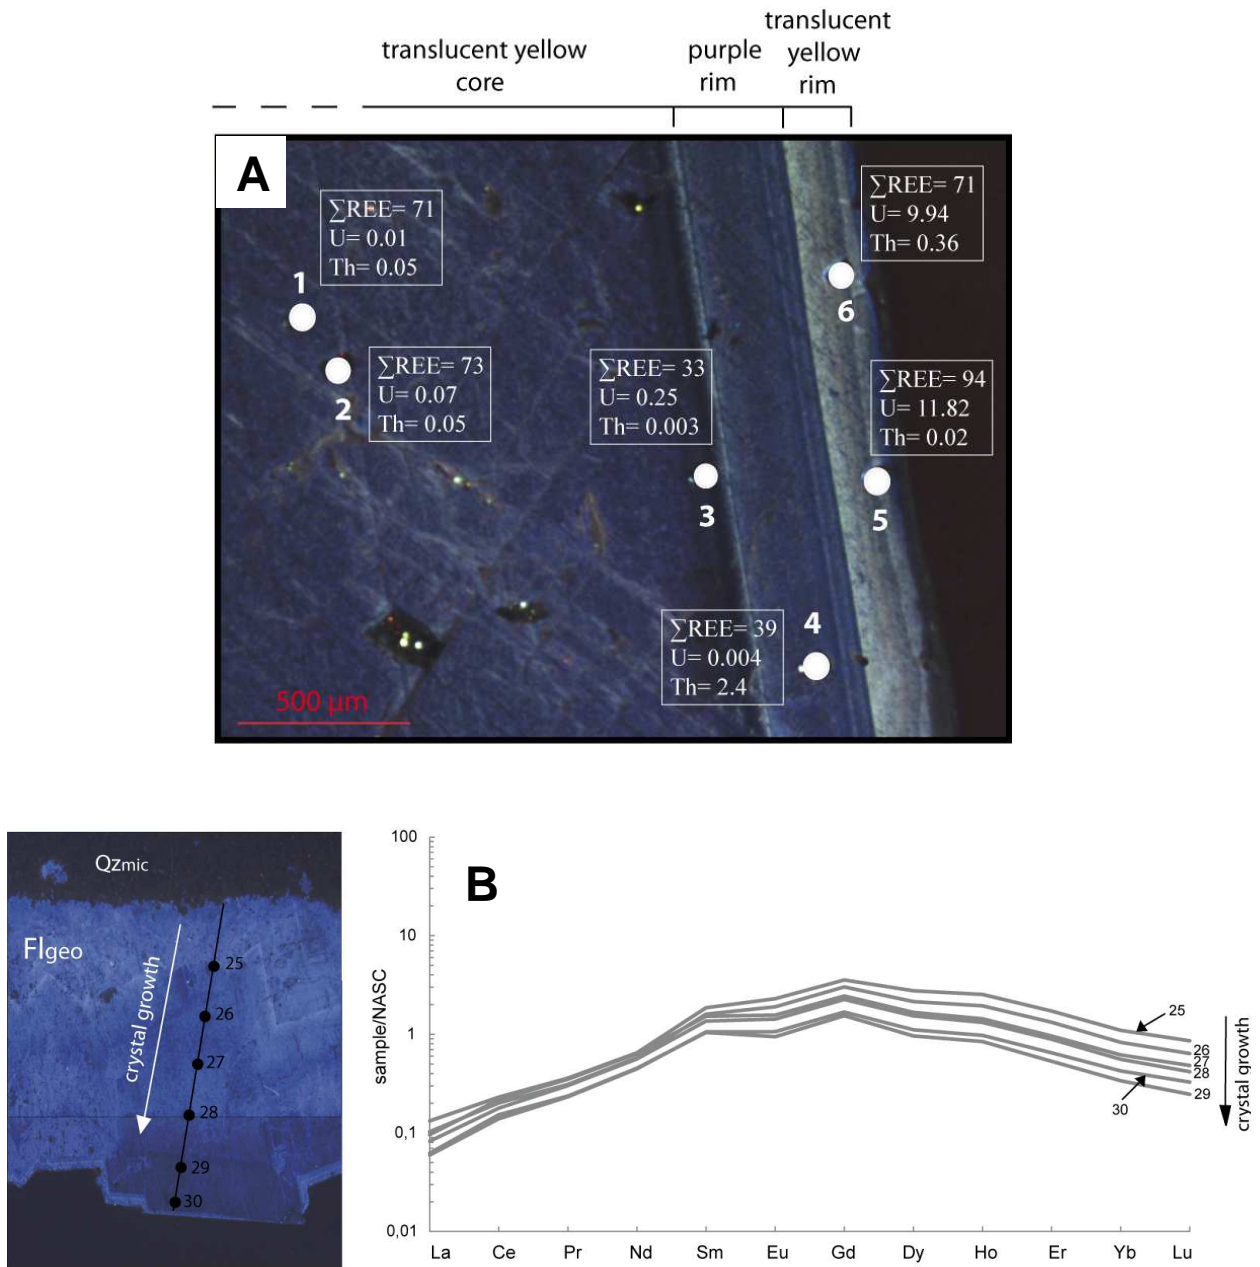 translucent yellow
core
purple
rim
translucent
yellow
rim
A
∑REE= 71
U= 0.01
Th= 0.05
1
∑REE= 73
U= 0.07
Th= 0.05
2
∑REE= 33
U= 0.25
Th= 0.003
3
∑REE= 39
U= 0.004
Th= 2.4
4
∑REE= 71
U= 9.94
Th= 0.36
6
∑REE= 94
U= 11.82
Th= 0.02
5
500 µm
Qzmic
Flgeo
crystal growth
25
26
27
28
29
30
B
sample/NASC
100
10
1
0,1
0,01
La Ce Pr Nd Sm Eu Gd Dy Ho Er Yb Lu
25
26
27
28
29
30
crystal growth